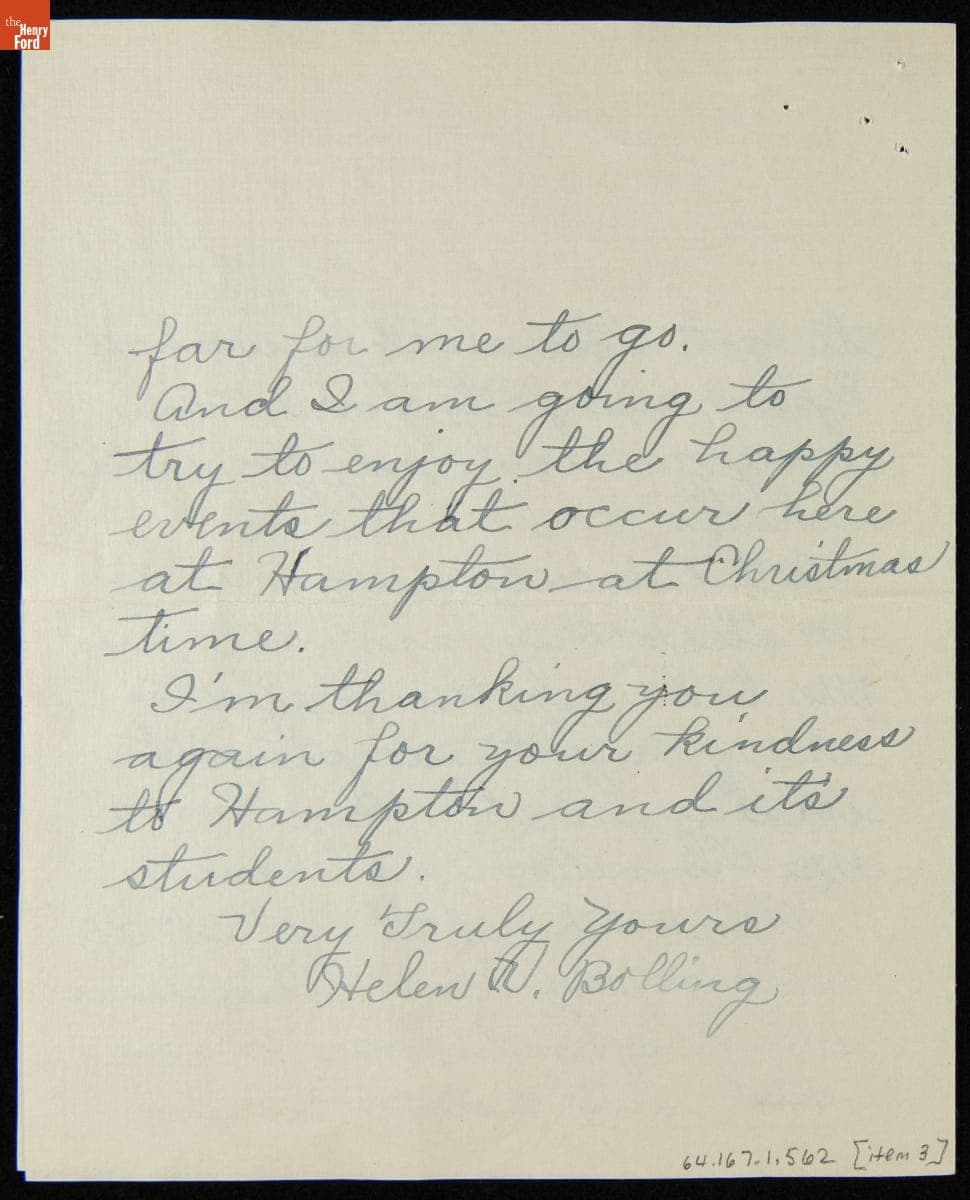 the
Henry
Ford
far for me to go.
And I am going to
try to enjoy the happy
events that occur here
at Hampton at Christmas
time.
I'm thanking you
again for your kindness
to Hampton and it's
students.
Very Truly Yours
Helen Bolling
64.167.1.562 [item 3]